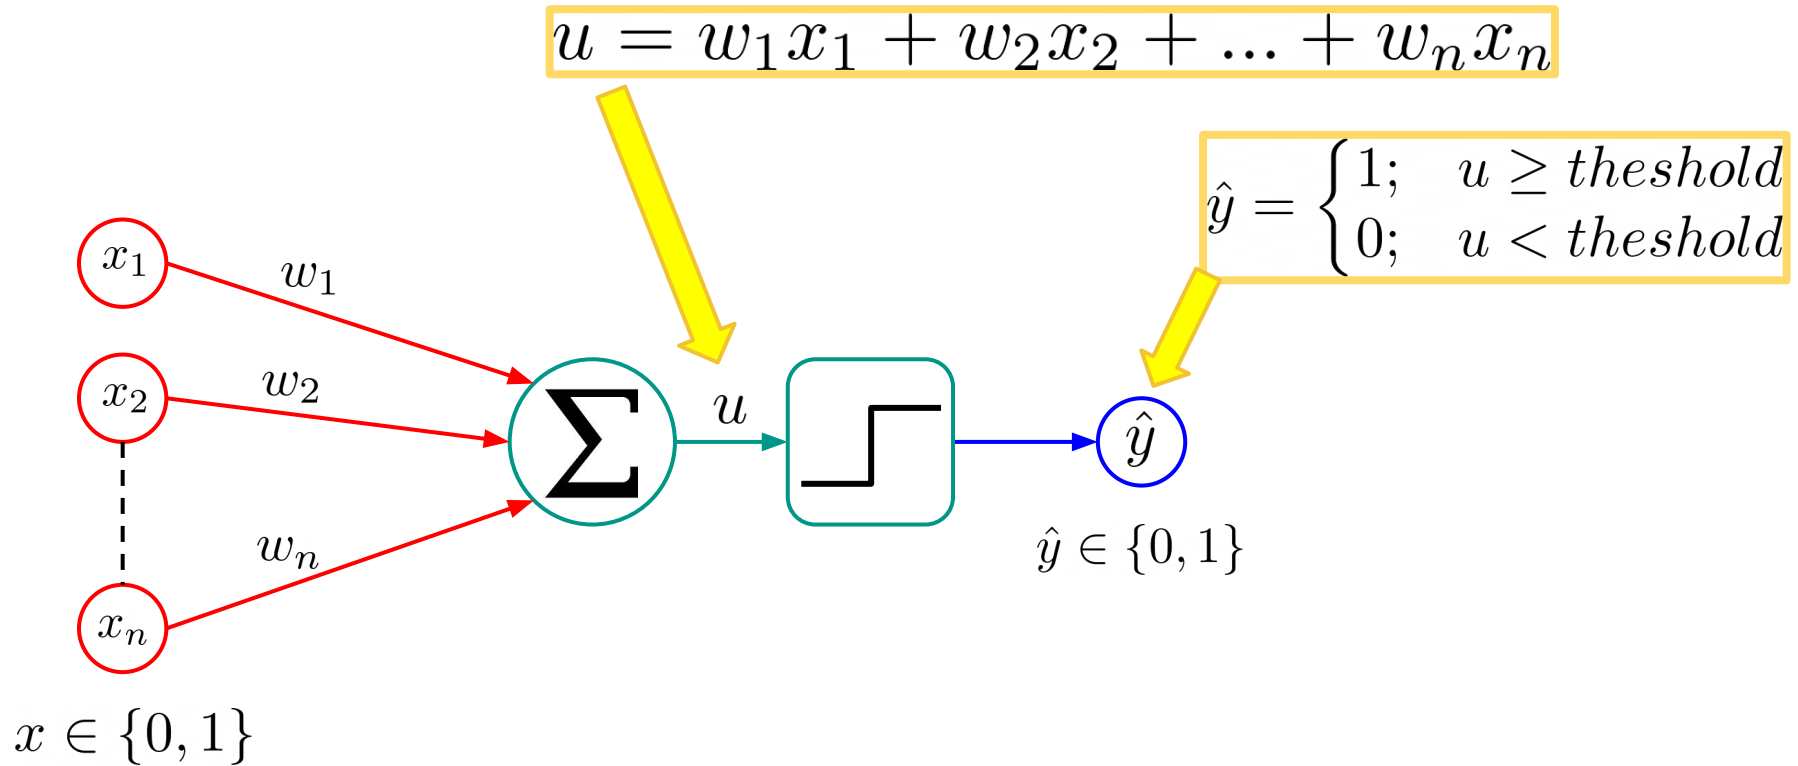 u = w₁x₁ + w₂x₂ + ... + wₙxₙ
ŷ = { 1; u ≥ theshold
0; u < theshold
x₁
w₁
x₂
w₂
Σ
u
ŷ
wₙ
ŷ ∈ {0, 1}
xₙ
x ∈ {0, 1}